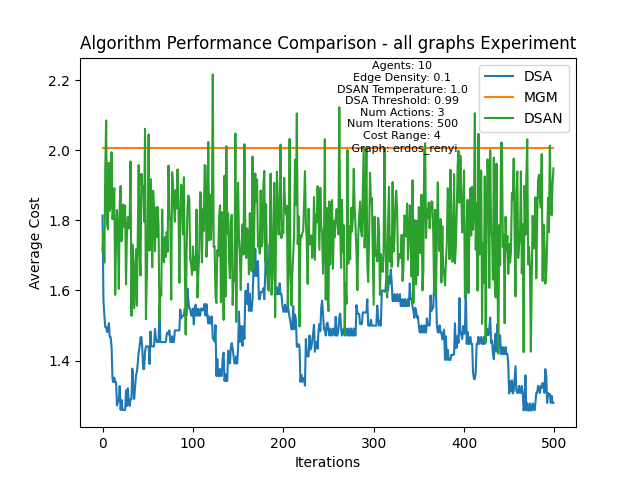 Algorithm Performance Comparison - all graphs Experiment
Agents: 10
Edge Density: 0.1
DSAN Temperature: 1.0
DSA Threshold: 0.99
Num Actions: 3
Num Iterations: 500
Cost Range: 4
Graph: erdos_renyi
DSA
MGM
DSAN
Average Cost
2.2
2.0
1.8
1.6
1.4
0
100
200
300
400
500
Iterations